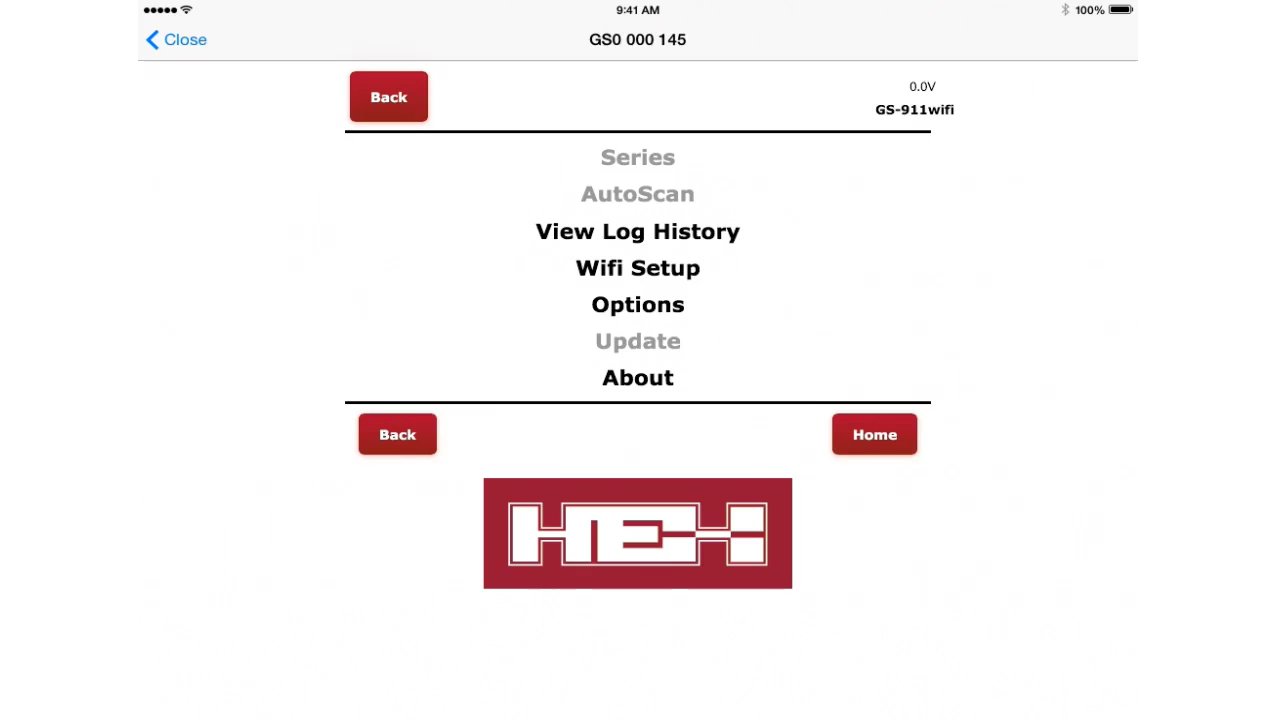 9:41 AM
100%
Close
GS0 000 145
Back
0.0V
GS-911wifi
Series
AutoScan
View Log History
Wifi Setup
Options
Update
About
Back
Home
HEX